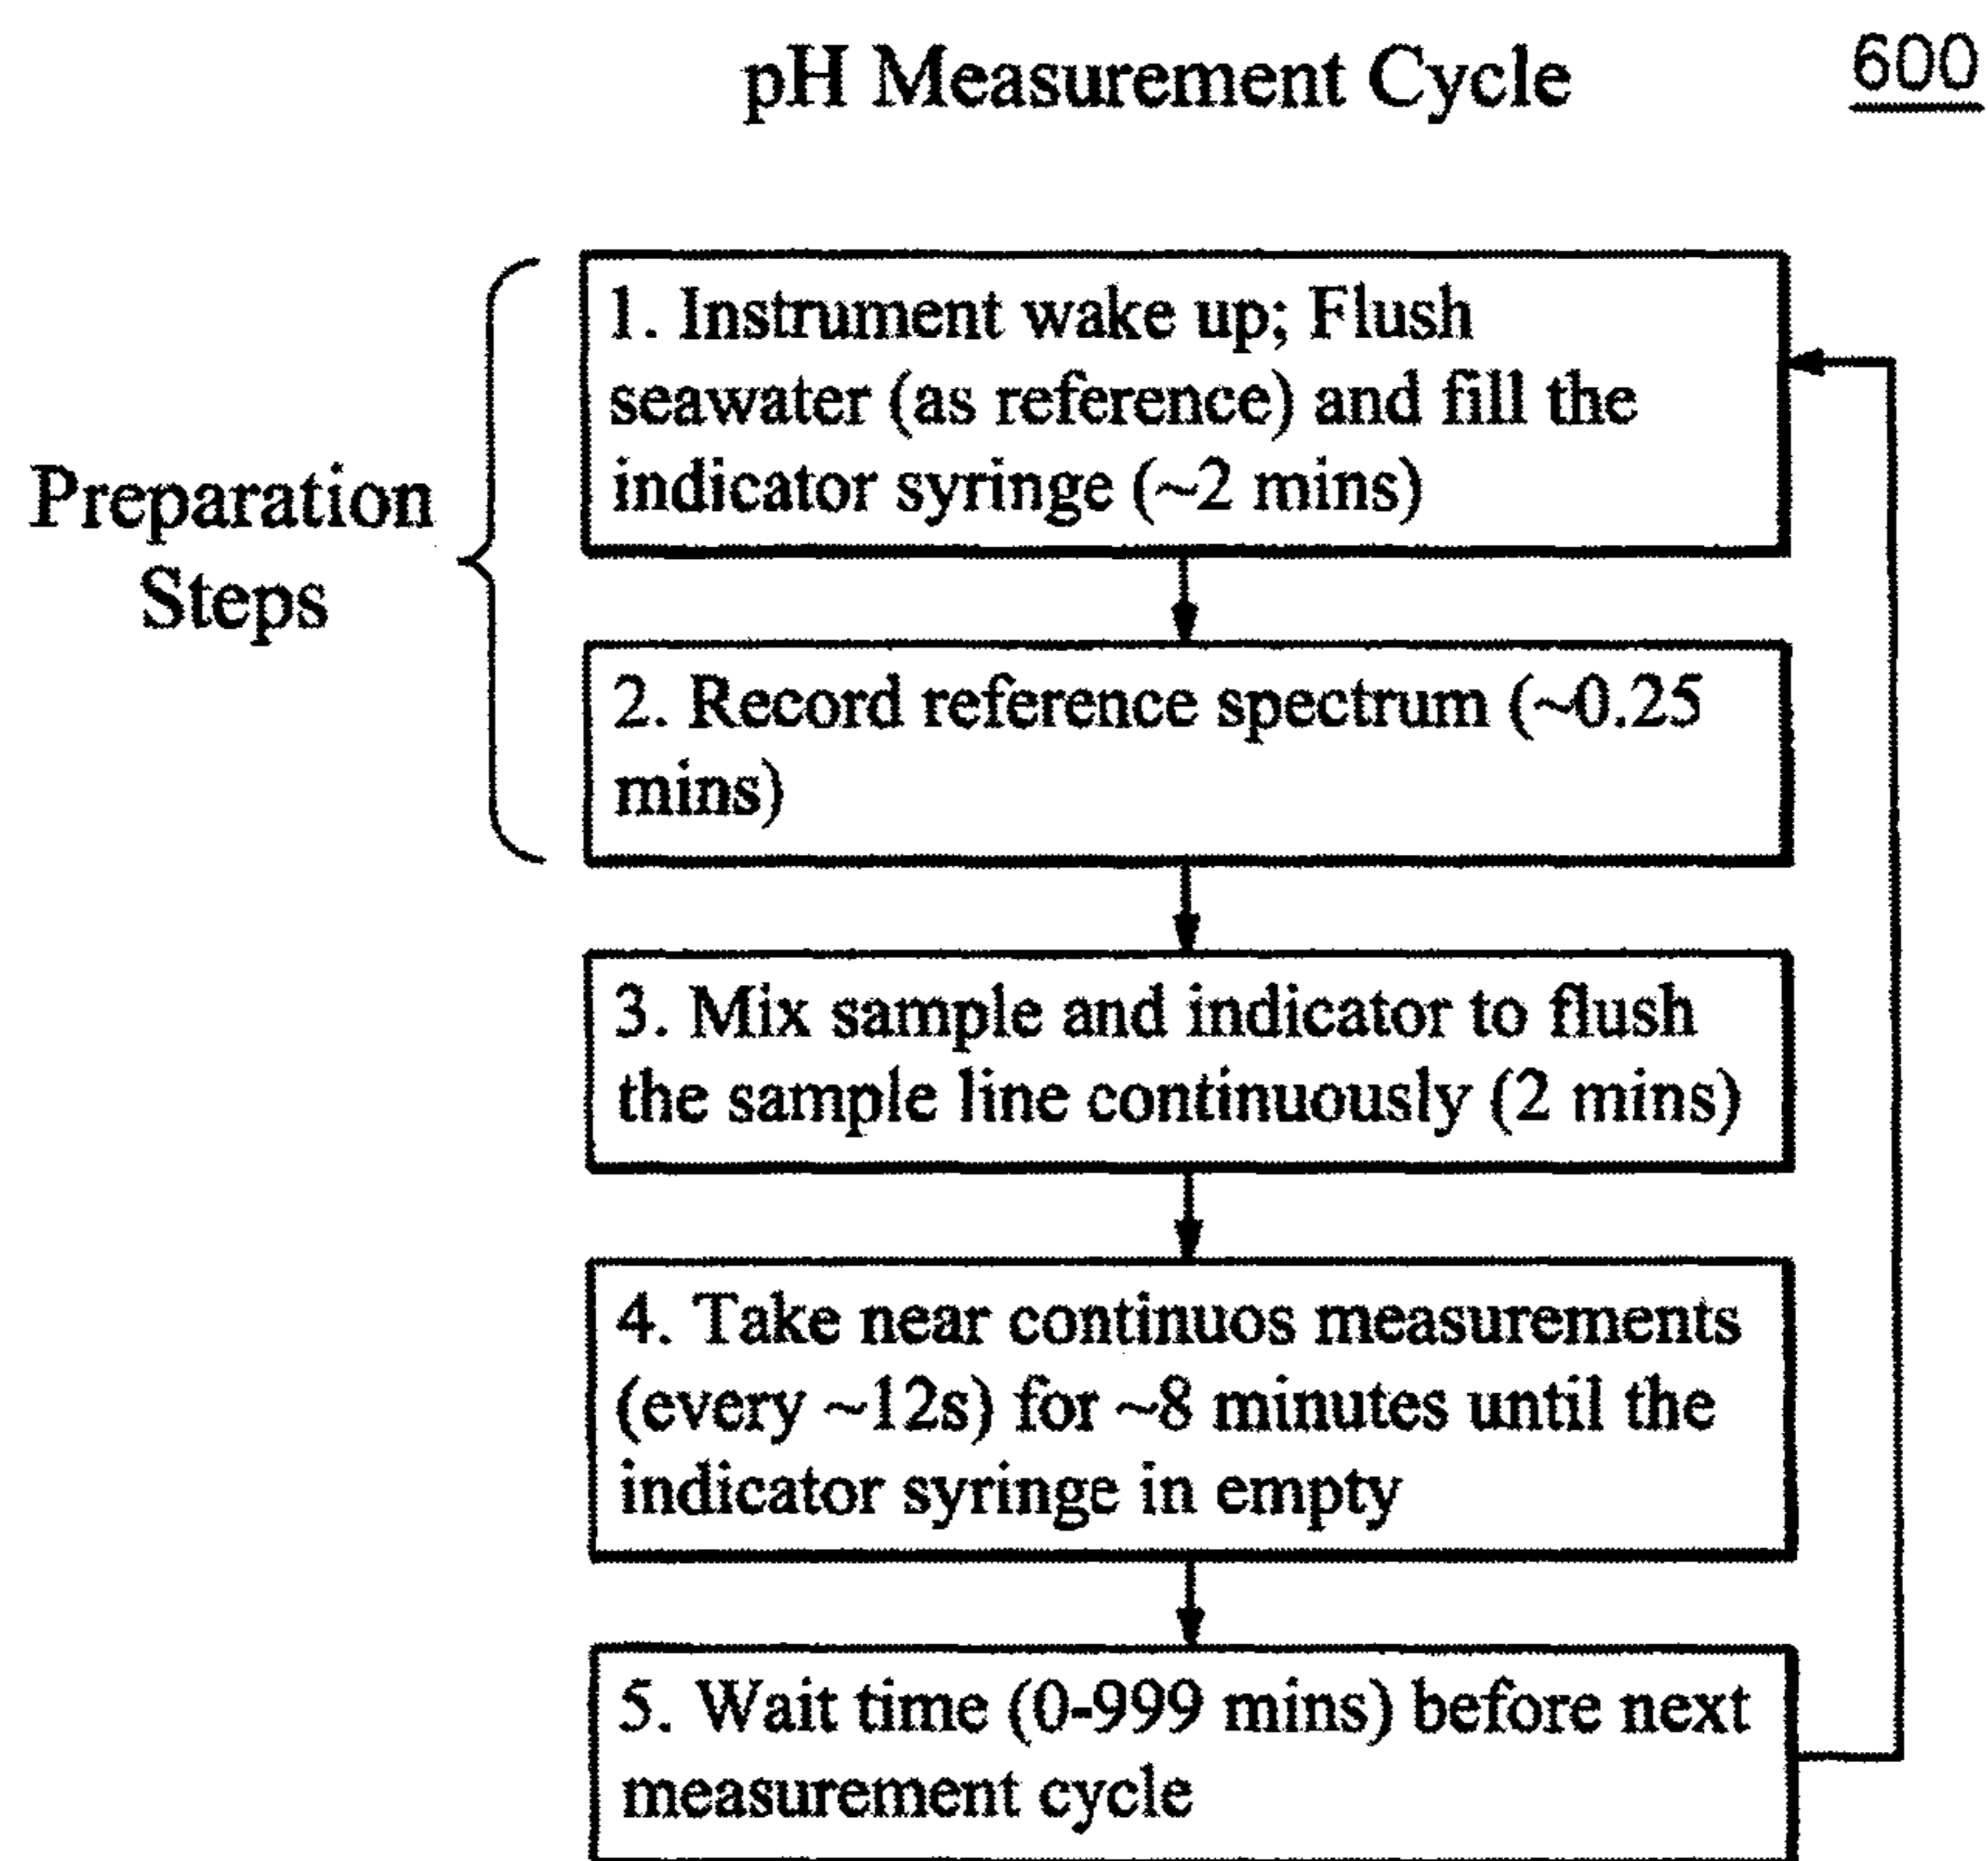 pH Measurement Cycle
600
Preparation
Steps
1. Instrument wake up; Flush
seawater (as reference) and fill the
indicator syringe (~2 mins)
2. Record reference spectrum (~0.25
mins)
3. Mix sample and indicator to flush
the sample line continuously (2 mins)
4. Take near continuos measurements
(every ~12s) for ~8 minutes until the
indicator syringe in empty
5. Wait time (0-999 mins) before next
measurement cycle